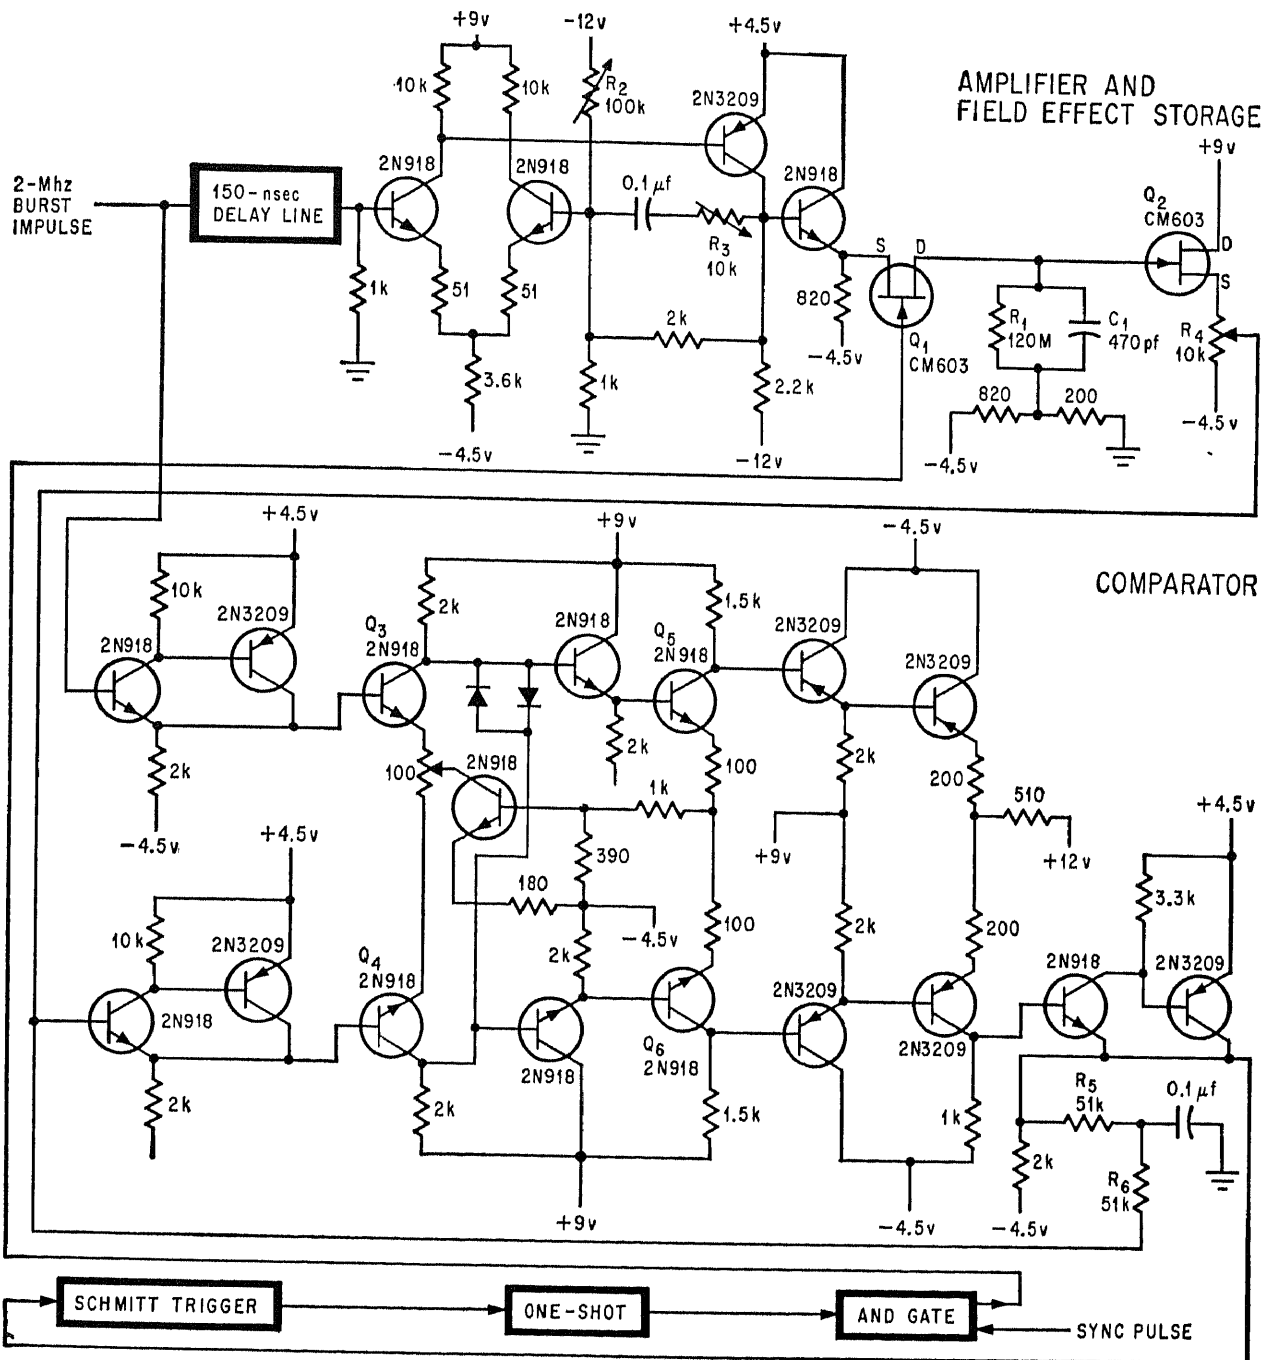 +9v
-12v
+4.5v
10k
10k
R2
100k
2N3209
AMPLIFIER AND
FIELD EFFECT STORAGE
+9v
2-Mhz
BURST
IMPULSE
150-nsec
DELAY LINE
2N918
2N918
0.1 µf
R3
10k
2N918
Q2
CM603
D
S
S
D
1k
51
51
2k
820
-4.5v
Q1
CM603
R1
120M
C1
470 pf
R4
10k
-4.5v
3.6k
-4.5v
1k
2.2k
-12v
820
200
-4.5v
+4.5v
+9v
-4.5v
COMPARATOR
10k
2N3209
2N918
Q3
2N918
2k
2N918
Q5
2N918
1.5k
2N3209
2N3209
2k
-4.5v
100
2N918
2k
1k
100
2k
200
510
+12v
+9v
+4.5v
+4.5v
390
180
-4.5v
2k
100
2k
200
3.3k
10k
2N3209
2N918
Q4
2N918
2N918
Q6
2N918
2N3209
2N3209
2N918
2N3209
2k
2k
1.5k
1k
R5
51k
0.1 µf
2k
R6
51k
+9v
-4.5v
-4.5v
SCHMITT TRIGGER
ONE-SHOT
AND GATE
SYNC PULSE